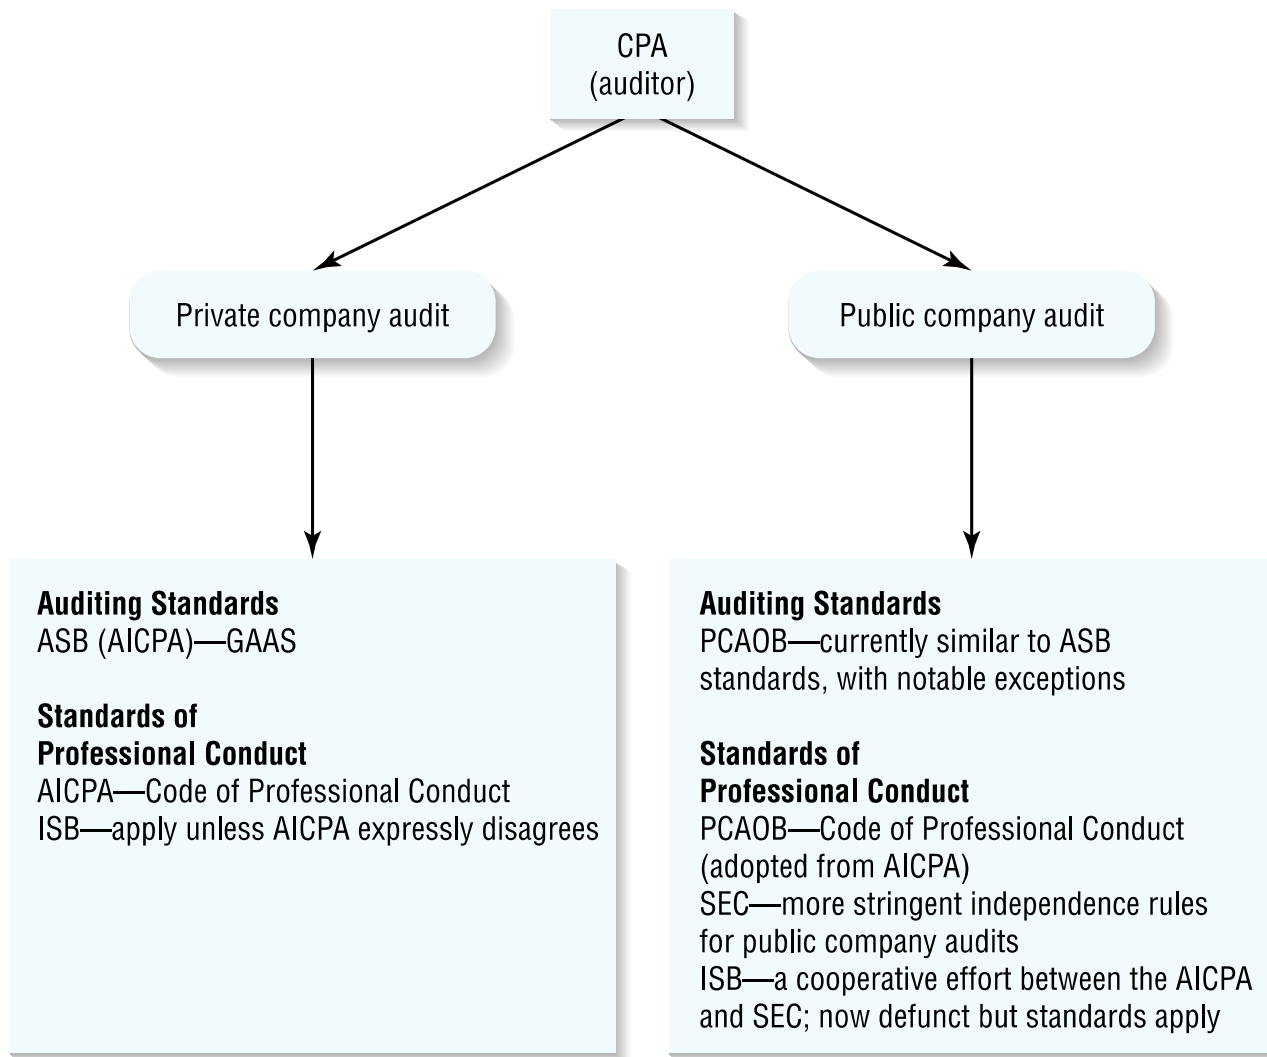 CPA
(auditor)
Private company audit
Public company audit
Auditing Standards
ASB (AICPA)—GAAS
Standards of
Professional Conduct
AICPA—Code of Professional Conduct
ISB—apply unless AICPA expressly disagrees
Auditing Standards
PCAOB—currently similar to ASB
standards, with notable exceptions
Standards of
Professional Conduct
PCAOB—Code of Professional Conduct
(adopted from AICPA)
SEC—more stringent independence rules
for public company audits
ISB—a cooperative effort between the AICPA
and SEC; now defunct but standards apply